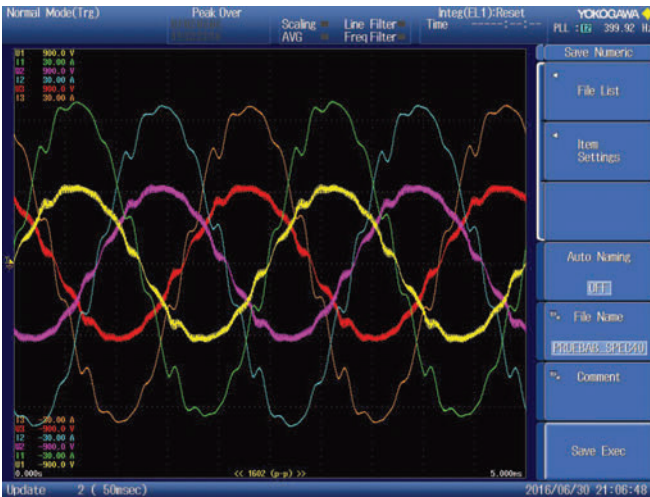 Normal Mode(Trg) Peak Over Integ(EL1):Reset YOKOGAWA
Scaling Line Filter Time ----:--:-- PLL : 399.92 Hz
AVG Freq Filter
U1 900.0 V
I1 30.00 A
U2 900.0 V
I2 30.00 A
U3 900.0 V
I3 30.00 A
Save Numeric
File List
Item
Settings
Auto Naming
OFF
File Name
Comment
Save Exec
I3 -30.00 A
U3 -900.0 V
I2 -30.00 A
U2 -900.0 V
I1 -30.00 A
U1 -900.0 V
0.000s << 1602 (p-p) >> 5.000ms
Update 2 ( 50msec) 2016/06/30 21:06:48